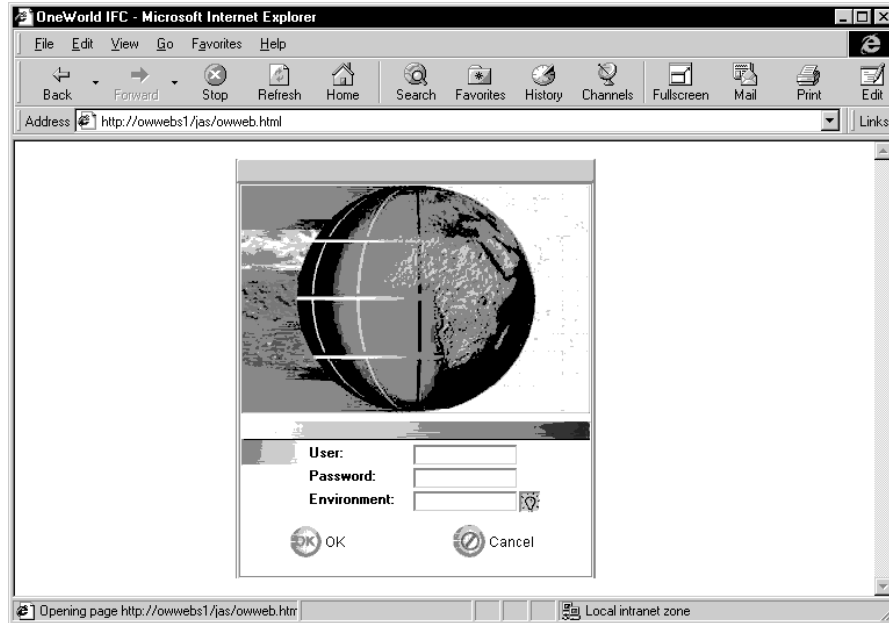 OneWorld IFC - Microsoft Internet Explorer
File Edit View Go Favorites Help
Back Forward Stop Refresh Home Search Favorites History Channels Fullscreen Mail Print Edit
Address http://owwebs1/jas/owweb.html Links
User:
Password:
Environment:
OK OK Cancel
Opening page http://owwebs1/jas/owweb.htm Local intranet zone